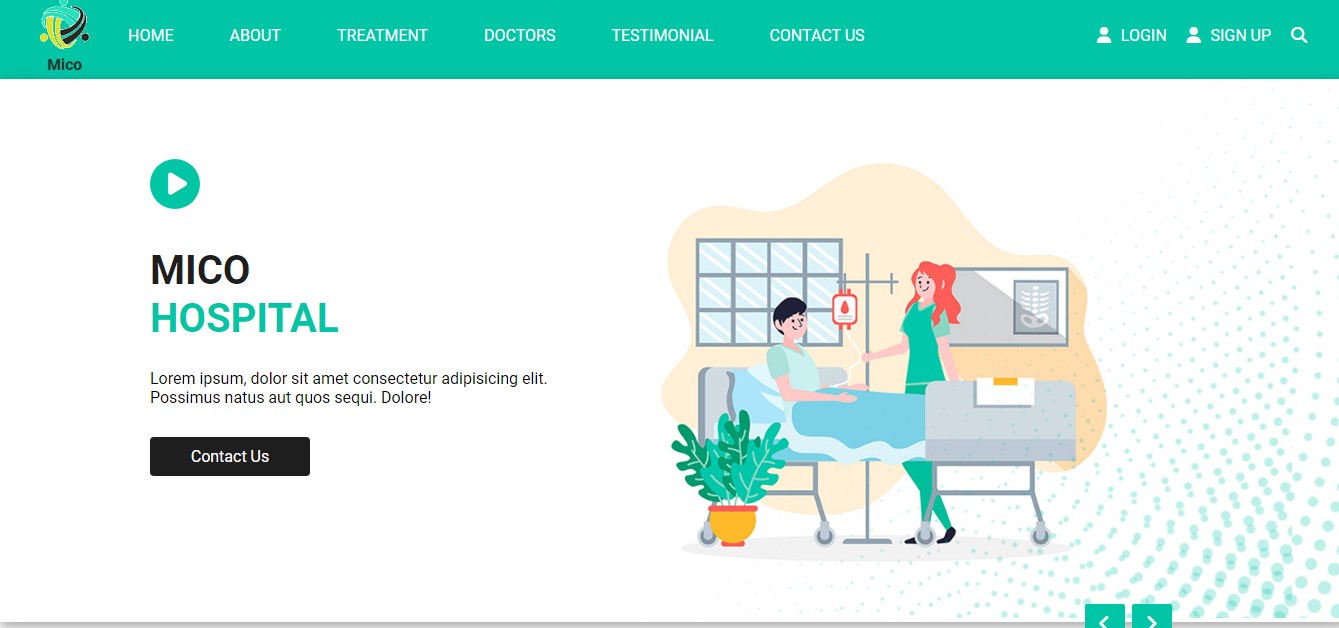 Mico
HOME
ABOUT
TREATMENT
DOCTORS
TESTIMONIAL
CONTACT US
LOGIN
SIGN UP
MICO
HOSPITAL
Lorem ipsum, dolor sit amet consectetur adipisicing elit.
Possimus natus aut quos sequi. Dolore!
Contact Us